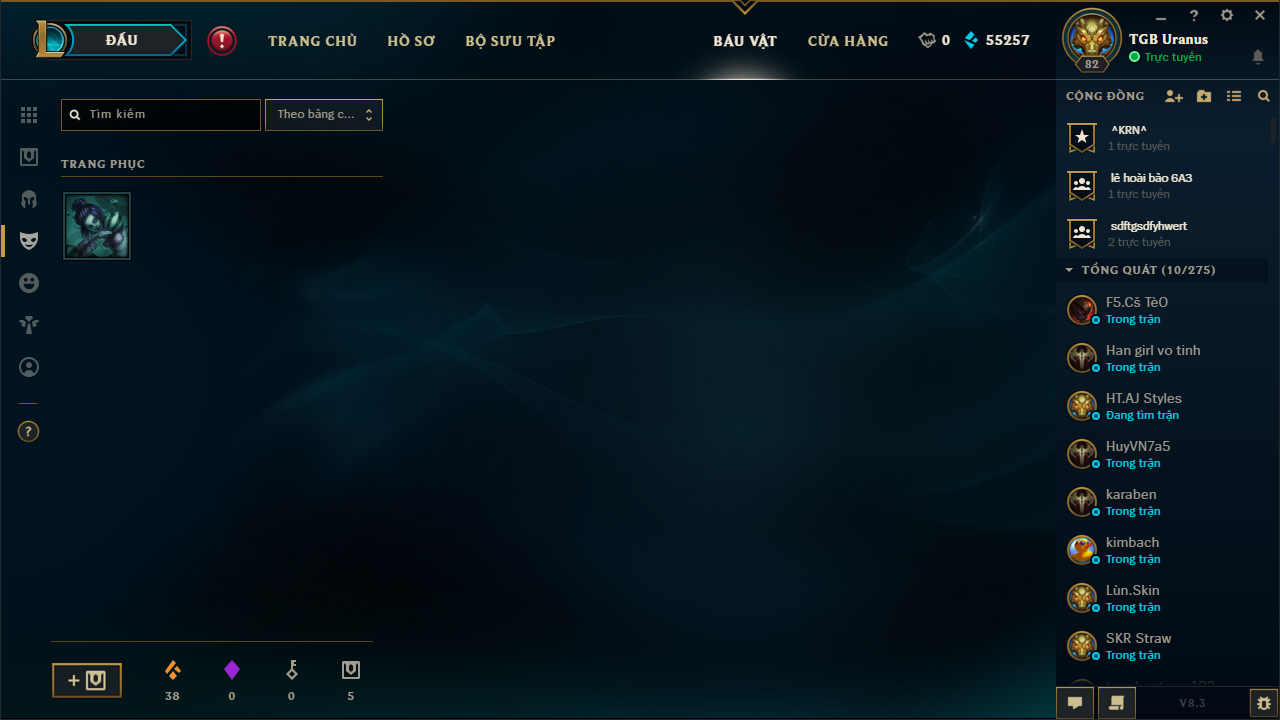 ĐẤU
TRANG CHỦ
HỒ SƠ
BỘ SƯU TẬP
BÁU VẬT
CỬA HÀNG
0
55257
82
TGB Uranus
Trực tuyến
Tìm kiếm
Theo bảng c...
TRANG PHỤC
38
0
0
5
CỘNG ĐỒNG
^KRN^
1 trực tuyến
lê hoài bảo 6A3
1 trực tuyến
sdftgsdfyhwert
2 trực tuyến
TỔNG QUÁT (10/275)
F5.Cš TèO
Trong trận
Han girl vo tinh
Trong trận
HT.AJ Styles
Đang tìm trận
HuyVN7a5
Trong trận
karaben
Trong trận
kimbach
Trong trận
Lùn.Skin
Trong trận
SKR Straw
Trong trận
V8.3